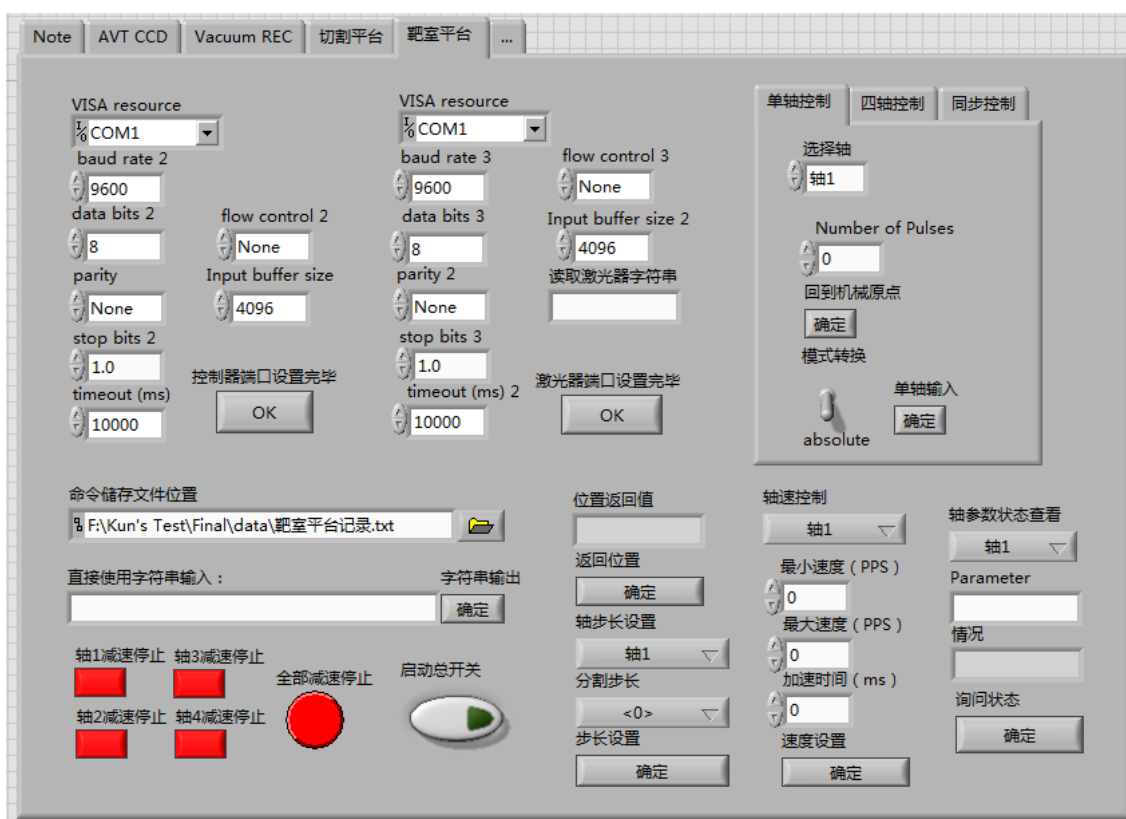 Note AVT CCD Vacuum REC 切割平台 靶室平台 ...
VISA resource
COM1
baud rate 2
9600
data bits 2
8
parity
None
stop bits 2
1.0
timeout (ms)
10000
flow control 2
None
Input buffer size
4096
控制器端口设置完毕
OK
VISA resource
COM1
baud rate 3
9600
data bits 3
8
parity 2
None
stop bits 3
1.0
timeout (ms) 2
10000
flow control 3
None
Input buffer size 2
4096
读取激光器字符串
激光器端口设置完毕
OK
单轴控制 四轴控制 同步控制
选择轴
轴1
Number of Pulses
0
回到机械原点
确定
模式转换
absolute
单轴输入
确定
命令储存文件位置
F:\Kun's Test\Final\data\靶室平台记录.txt
直接使用字符串输入：
字符串输出
确定
轴1减速停止 轴3减速停止
轴2减速停止 轴4减速停止
全部减速停止
启动总开关
位置返回值
返回位置
确定
轴步长设置
轴1
分割步长
<0>
步长设置
确定
轴速控制
轴1
最小速度（PPS）
0
最大速度（PPS）
0
加速时间（ms）
0
速度设置
确定
轴参数状态查看
轴1
Parameter
情况
询问状态
确定